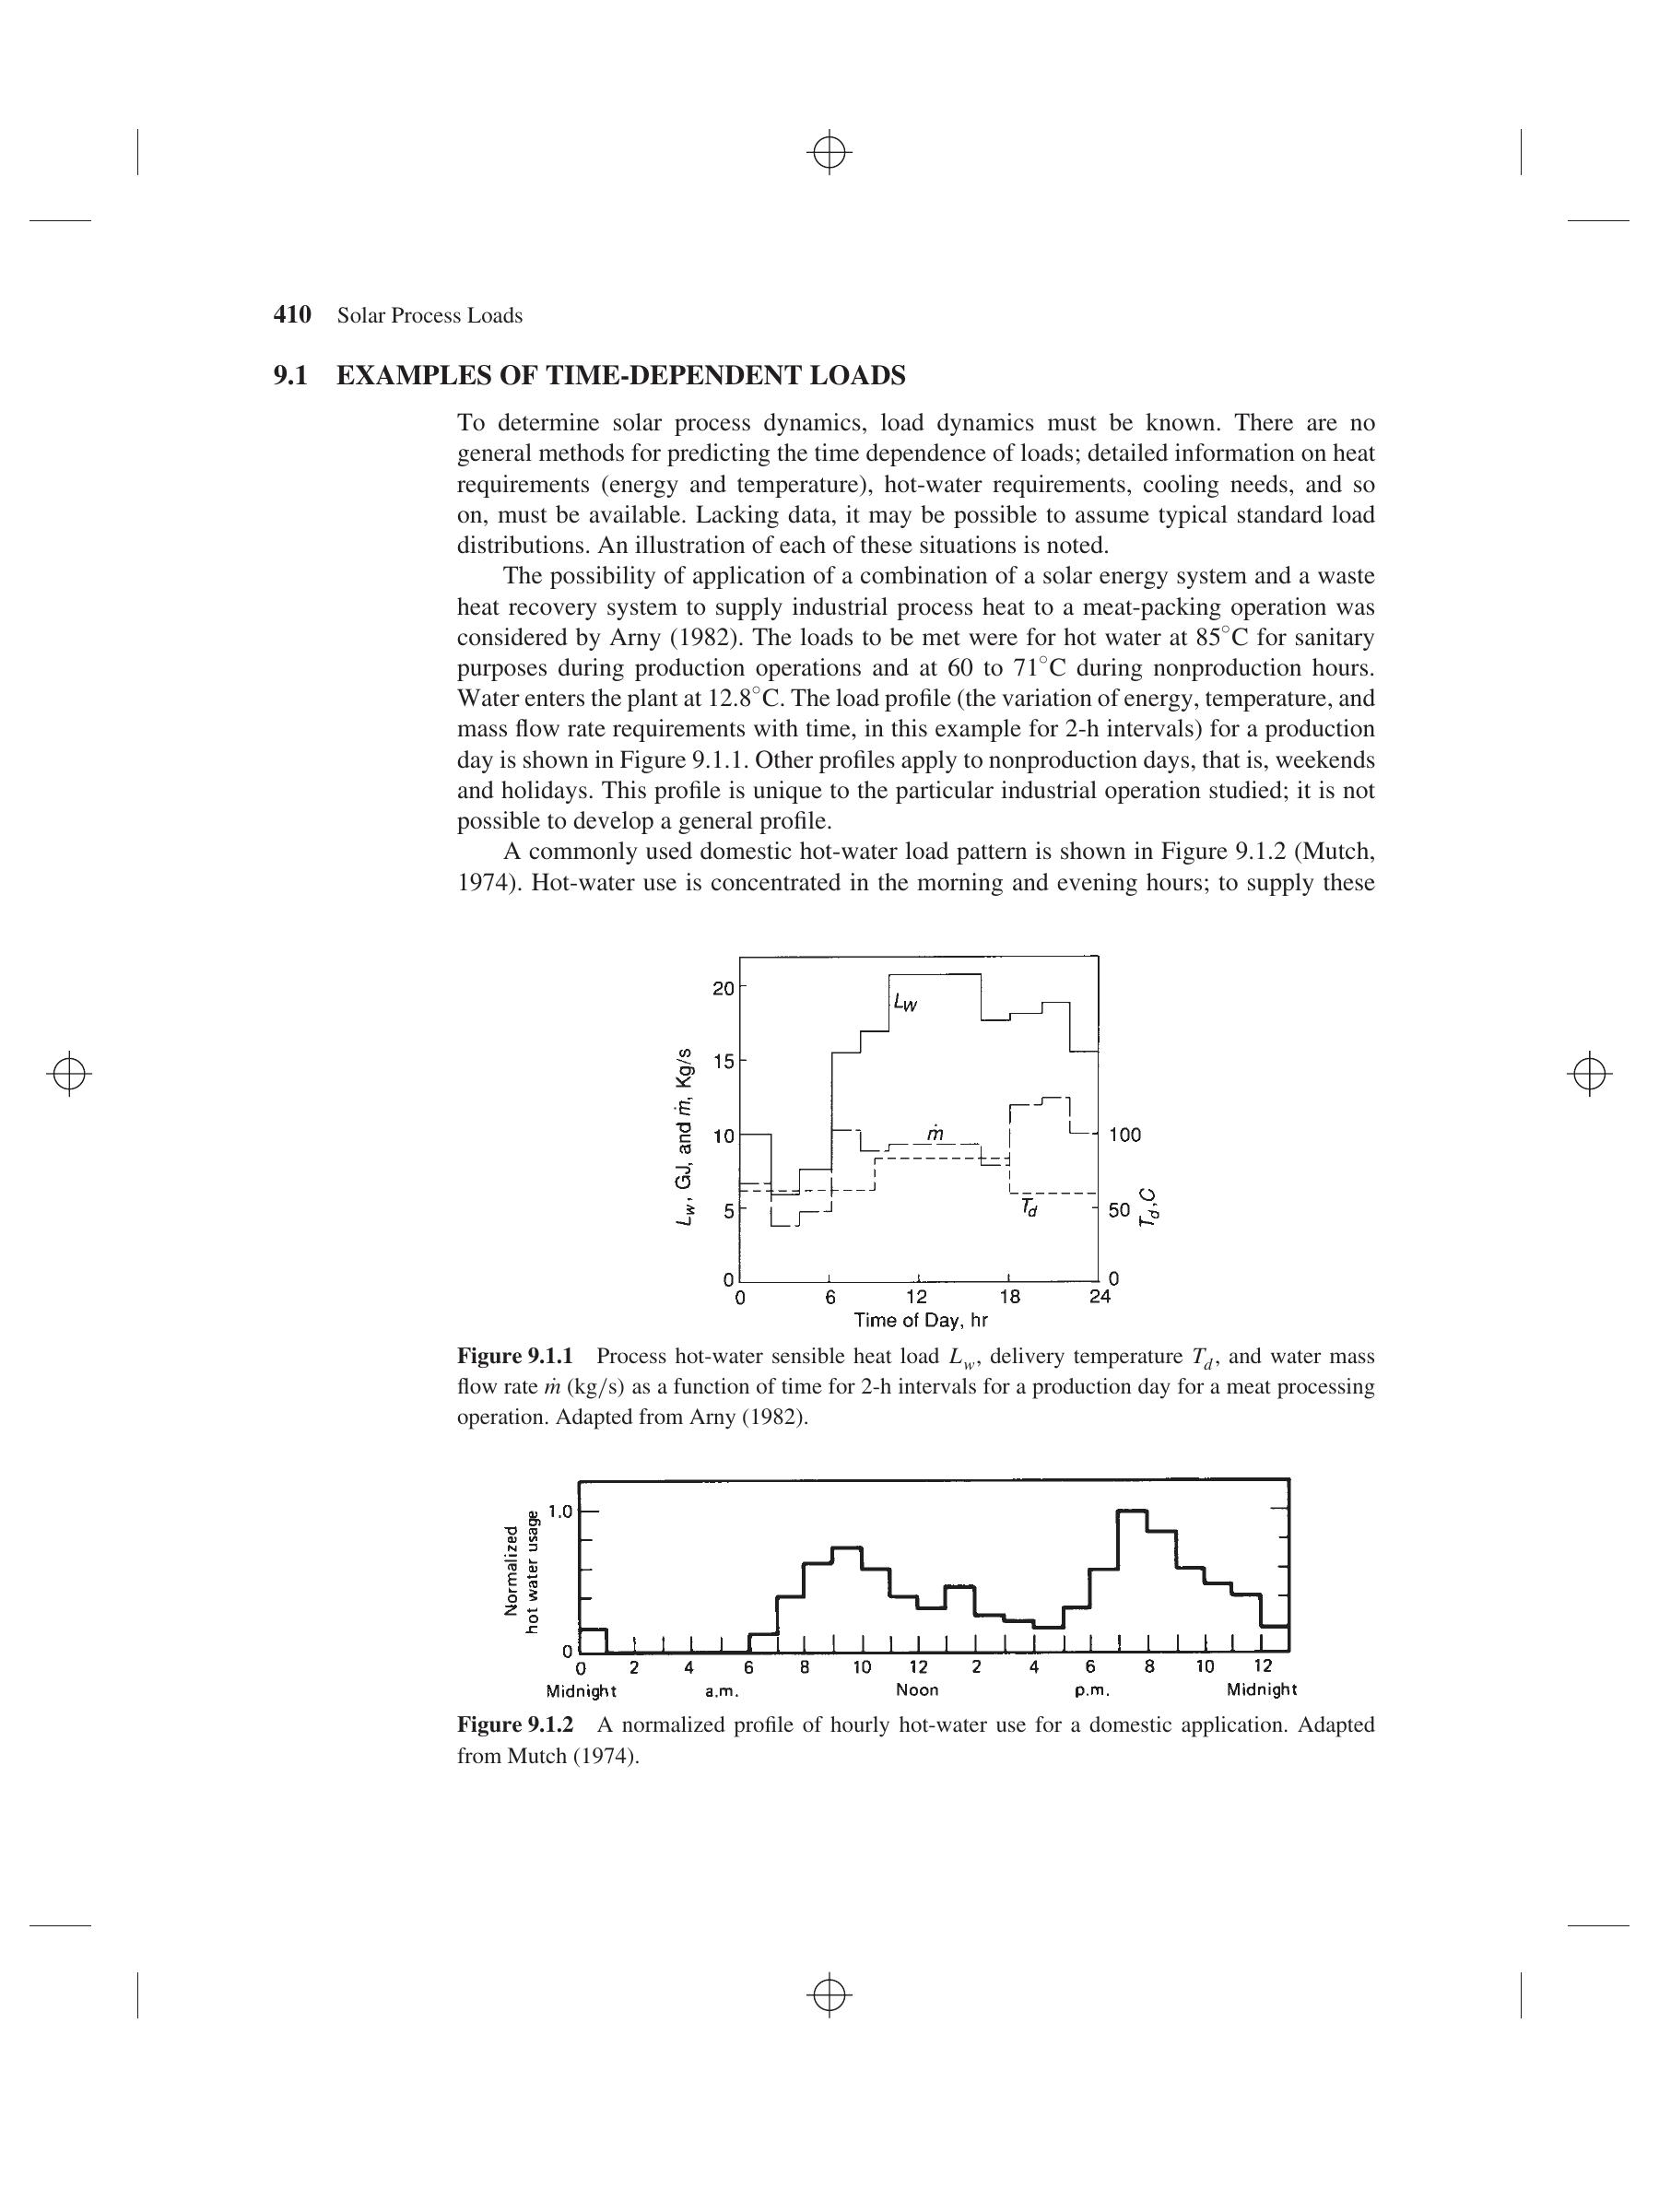 410 Solar Process Loads
9.1 EXAMPLES OF TIME-DEPENDENT LOADS
To determine solar process dynamics, load dynamics must be known. There are no
general methods for predicting the time dependence of loads; detailed information on heat
requirements (energy and temperature), hot-water requirements, cooling needs, and so
on, must be available. Lacking data, it may be possible to assume typical standard load
distributions. An illustration of each of these situations is noted.
The possibility of application of a combination of a solar energy system and a waste
heat recovery system to supply industrial process heat to a meat-packing operation was
considered by Arny (1982). The loads to be met were for hot water at 85°C for sanitary
purposes during production operations and at 60 to 71°C during nonproduction hours.
Water enters the plant at 12.8°C. The load profile (the variation of energy, temperature, and
mass flow rate requirements with time, in this example for 2-h intervals) for a production
day is shown in Figure 9.1.1. Other profiles apply to nonproduction days, that is, weekends
and holidays. This profile is unique to the particular industrial operation studied; it is not
possible to develop a general profile.
A commonly used domestic hot-water load pattern is shown in Figure 9.1.2 (Mutch,
1974). Hot-water use is concentrated in the morning and evening hours; to supply these
20
15
10
5
0
Lw, GJ, and ṁ, Kg/s
Lw
ṁ
Td
100
50
0
Td,C
0 6 12 18 24
Time of Day, hr
Figure 9.1.1 Process hot-water sensible heat load Lw, delivery temperature Td, and water mass
flow rate ṁ (kg/s) as a function of time for 2-h intervals for a production day for a meat processing
operation. Adapted from Arny (1982).
Normalized
hot water usage
1.0
0
0 2 4 6 8 10 12 2 4 6 8 10 12
Midnight a.m. Noon p.m. Midnight
Figure 9.1.2 A normalized profile of hourly hot-water use for a domestic application. Adapted
from Mutch (1974).